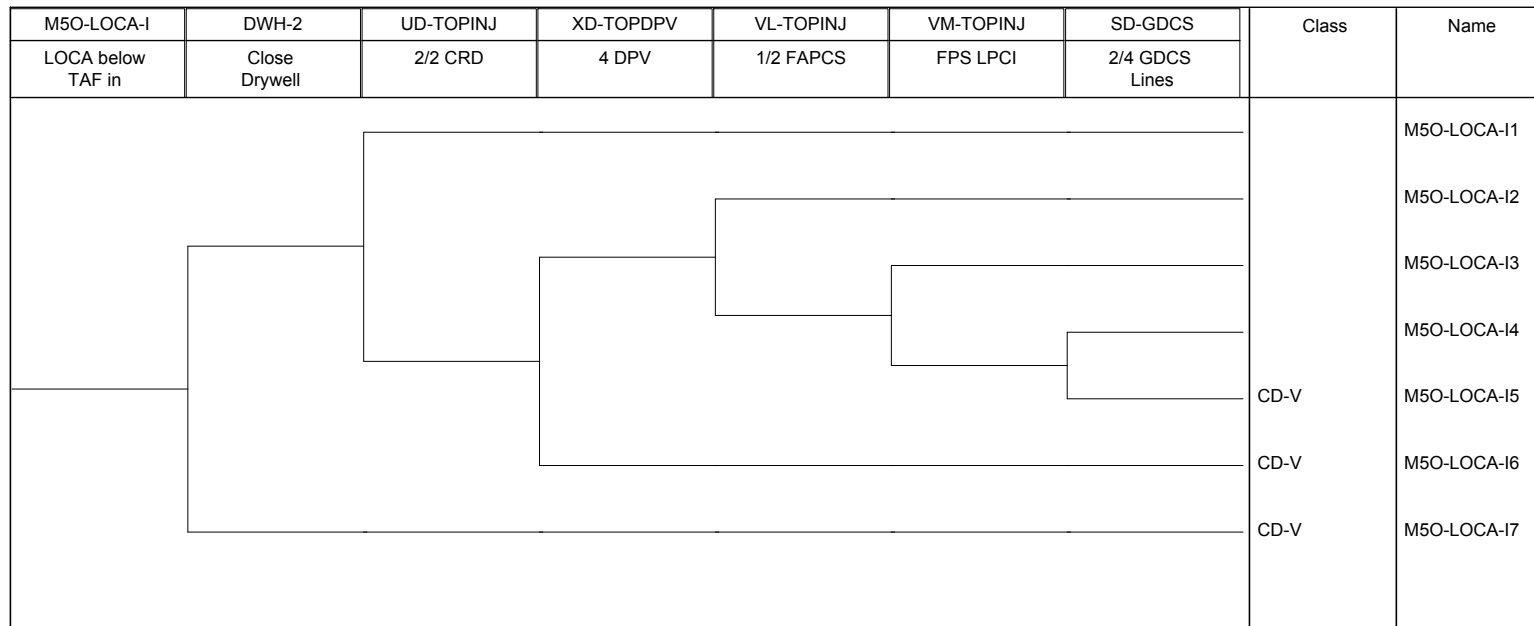 M5O-LOCA-I DWH-2 UD-TOPINJ XD-TOPDPV VL-TOPINJ VM-TOPINJ SD-GDCS Class Name
LOCA below Close 2/2 CRD 4 DPV 1/2 FAPCS FPS LPCI 2/4 GDCS
TAF in Drywell Lines
M5O-LOCA-I1
M5O-LOCA-I2
M5O-LOCA-I3
M5O-LOCA-I4
CD-V M5O-LOCA-I5
CD-V M5O-LOCA-I6
CD-V M5O-LOCA-I7